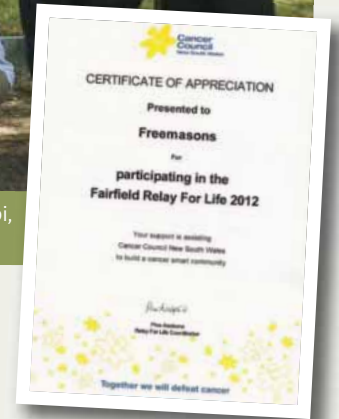 Cancer
Council
New South Wales
CERTIFICATE OF APPRECIATION
Presented to
Freemasons
For
participating in the
Fairfield Relay For Life 2012
Your support is assisting
Cancer Council New South Wales
to build a cancer smart community
Relay For Life Coordinator
Together we will defeat cancer